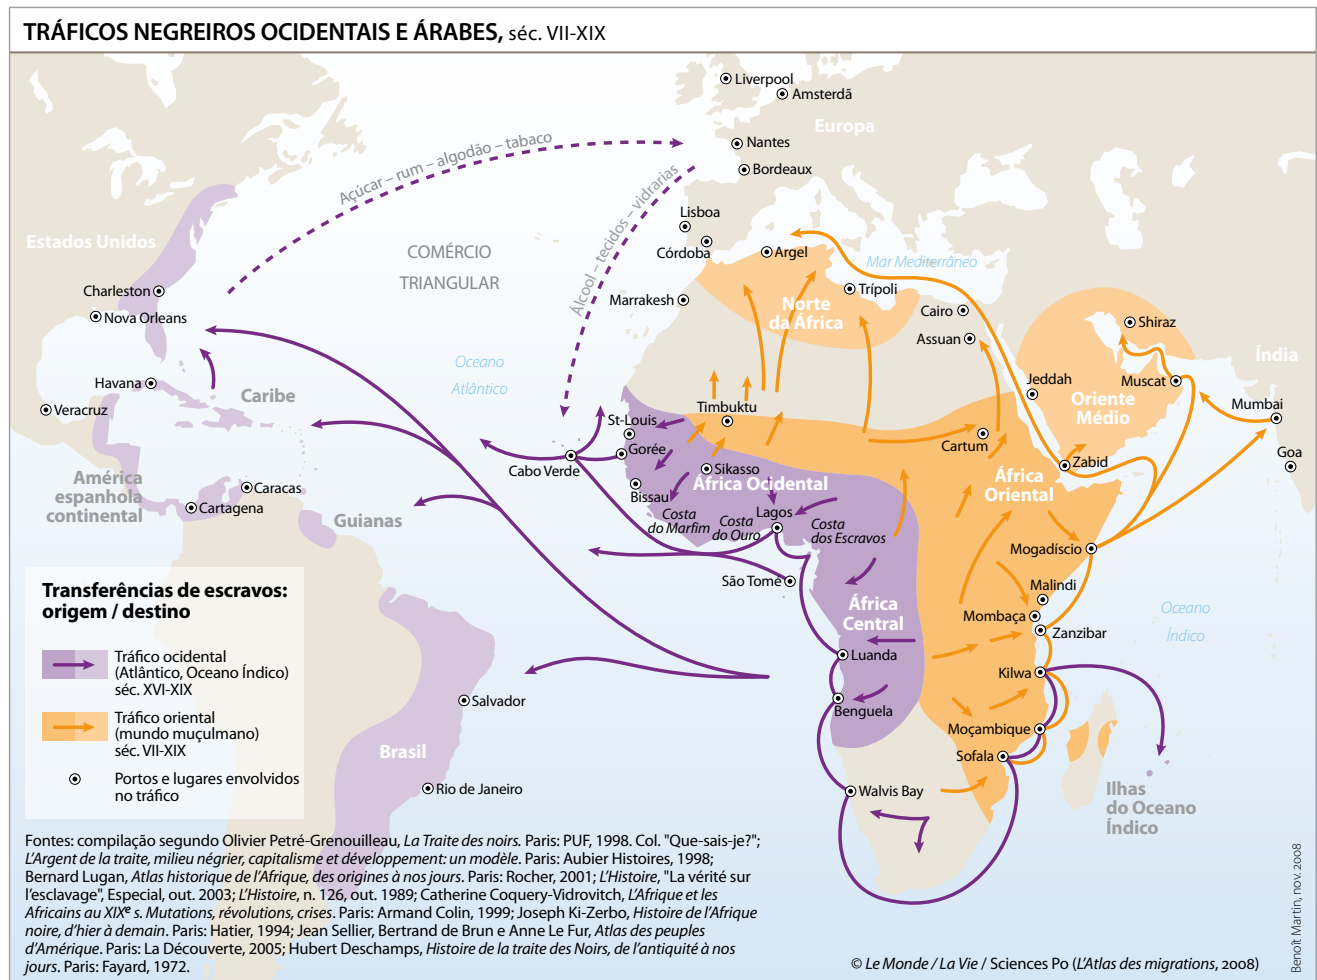 TRÁFICOS NEGREIROS OCIDENTAIS E ÁRABES, séc. VII-XIX
Liverpool
Amsterdã
Europa
Nantes
Bordeaux
Açúcar – rum – algodão – tabaco
Álcool – tecidos – vidrarias
Lisboa
Córdoba
Argel
Mar Mediterrâneo
Estados Unidos
COMÉRCIO
TRIANGULAR
Charleston
Nova Orleans
Marrakesh
Trípoli
Norte
da África
Cairo
Assuan
Shiraz
Índia
Oceano
Atlântico
Havana
Caribe
Veracruz
Jeddah
Muscat
Oriente
Médio
Mumbai
Goa
Timbuktu
St-Louis
Gorée
Cabo Verde
Sikasso
Bissau
África Ocidental
Cartum
Zabid
África
Oriental
América
espanhola
continental
Caracas
Cartagena
Guianas
Lagos
Costa
do Marfim
Costa
do Ouro
Costa
dos Escravos
Mogadíscio
São Tome
Malindi
Mombaça
Zanzibar
Oceano
Índico
África
Central
Luanda
Kilwa
Benguela
Moçambique
Sofala
Walvis Bay
Ilhas
do Oceano
Índico
Salvador
Brasil
Rio de Janeiro
Transferências de escravos:
origem / destino
Tráfico ocidental
(Atlântico, Oceano Índico)
séc. XVI-XIX
Tráfico oriental
(mundo muçulmano)
séc. VII-XIX
Portos e lugares envolvidos
no tráfico
Fontes: compilação segundo Olivier Petré-Grenouilleau, La Traite des noirs. Paris: PUF, 1998. Col. "Que-sais-je?";
L'Argent de la traite, milieu négrier, capitalisme et développement: un modèle. Paris: Aubier Histoires, 1998;
Bernard Lugan, Atlas historique de l'Afrique, des origines à nos jours. Paris: Rocher, 2001; L'Histoire, "La vérité sur
l'esclavage", Especial, out. 2003; L'Histoire, n. 126, out. 1989; Catherine Coquery-Vidrovitch, L'Afrique et les
Africains au XIXe s. Mutations, révolutions, crises. Paris: Armand Colin, 1999; Joseph Ki-Zerbo, Histoire de l'Afrique
noire, d'hier à demain. Paris: Hatier, 1994; Jean Sellier, Bertrand de Brun e Anne Le Fur, Atlas des peuples
d'Amérique. Paris: La Découverte, 2005; Hubert Deschamps, Histoire de la traite des Noirs, de l'antiquité à nos
jours. Paris: Fayard, 1972.
© Le Monde / La Vie / Sciences Po (L'Atlas des migrations, 2008)
Benoît Martin, nov. 2008